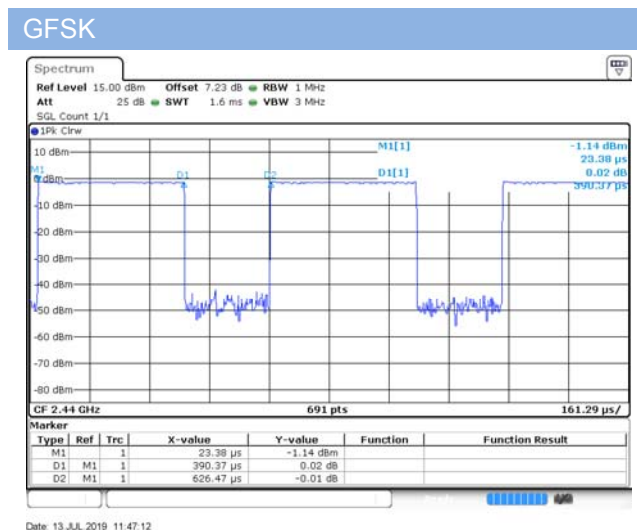 GFSK
Spectrum
Ref Level 15.00 dBm Offset 7.23 dB RBW 1 MHz
Att 25 dB SWT 1.6 ms VBW 3 MHz
SGL Count 1/1
1Pk Clrw
M1[1] -1.14 dBm
23.38 µs
D1[1] 0.02 dB
390.37 µs
10 dBm
M1
0 dBm
D1
D2
-10 dBm
-20 dBm
-30 dBm
-40 dBm
-50 dBm
-60 dBm
-70 dBm
-80 dBm
CF 2.44 GHz 691 pts 161.29 µs/
Marker
Type Ref Trc X-value Y-value Function Function Result
M1 1 23.38 µs -1.14 dBm
D1 M1 1 390.37 µs 0.02 dB
D2 M1 1 626.47 µs -0.01 dB
Date: 13.JUL.2019 11:47:12